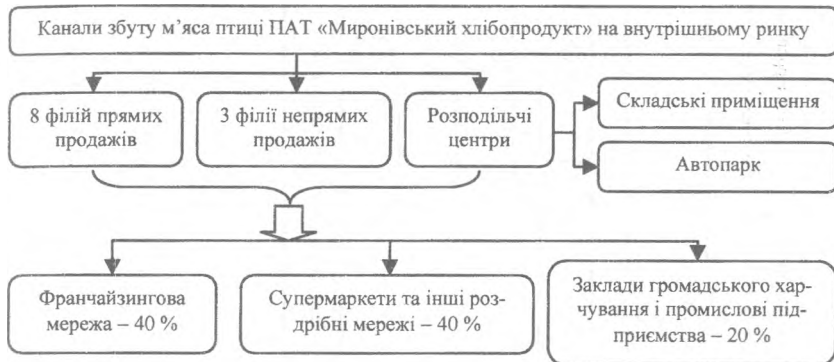 Канали збуту м’яса птиці ПАТ «Миронівський хлібопродукт» на внутрішньому ринку
8 філій прямих
продажів
3 філії непрямих
продажів
Розподільчі
центри
Складські приміщення
Автопарк
Франчайзингова
мережа – 40 %
Супермаркети та інші роз-
дрібні мережі – 40 %
Заклади громадського хар-
чування і промислові під-
приємства – 20 %